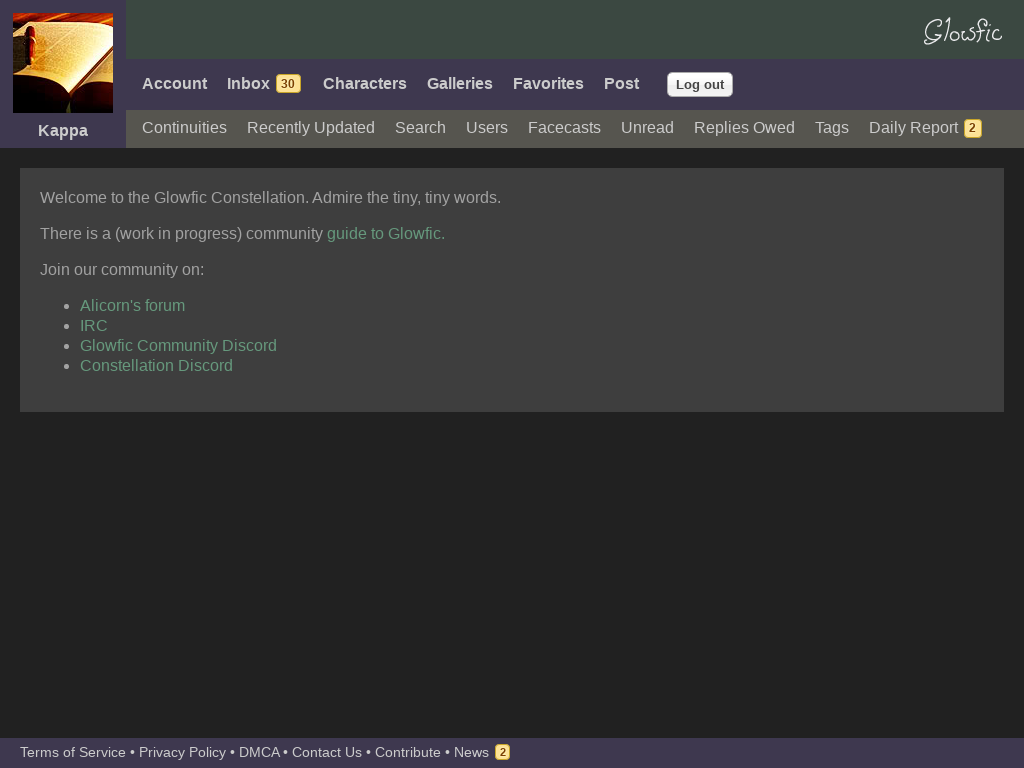 Glowfic
Account Inbox 30 Characters Galleries Favorites Post Log out
Kappa
Continuities Recently Updated Search Users Facecasts Unread Replies Owed Tags Daily Report 2
Welcome to the Glowfic Constellation. Admire the tiny, tiny words.
There is a (work in progress) community guide to Glowfic.
Join our community on:
• Alicorn's forum
• IRC
• Glowfic Community Discord
• Constellation Discord
Terms of Service • Privacy Policy • DMCA • Contact Us • Contribute • News 2